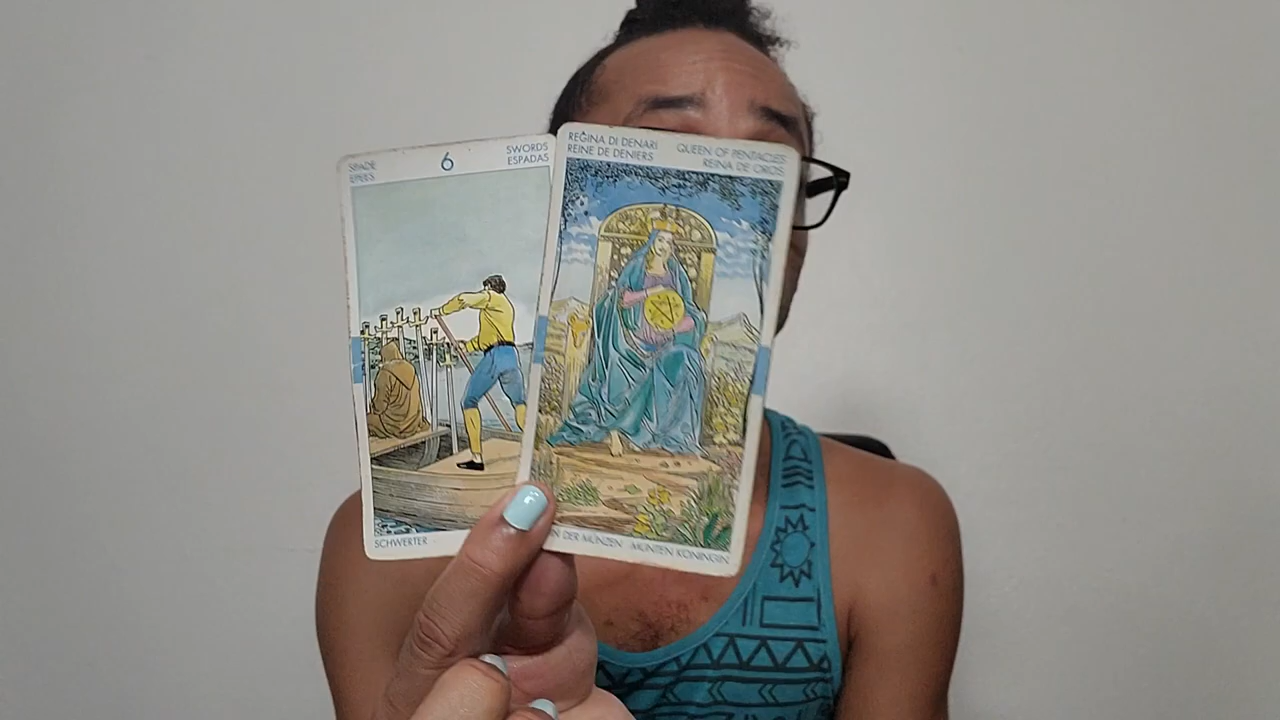 SPADE
EPEES
6
SWORDS
ESPADAS
SCHWERTER
REGINA DI DENARI
REINE DE DENIERS
QUEEN OF PENTACLES
REINA DE OROS
DER MÜNZEN MUNTEN KONINGIN